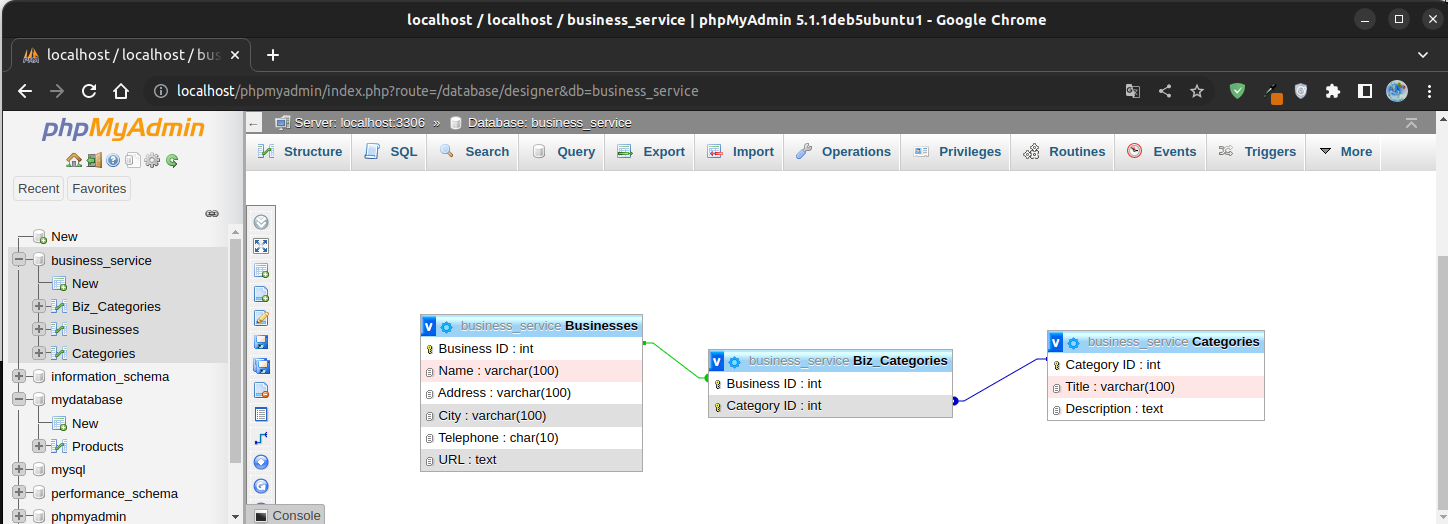 localhost / localhost / business_service | phpMyAdmin 5.1.1deb5ubuntu1 - Google Chrome
localhost / localhost / bus
localhost/phpmyadmin/index.php?route=/database/designer&db=business_service
phpMyAdmin
Recent Favorites
New
business_service
New
Biz_Categories
Businesses
Categories
information_schema
mydatabase
New
Products
mysql
performance_schema
phpmyadmin
Server: localhost:3306 » Database: business_service
Structure SQL Search Query Export Import Operations Privileges Routines Events Triggers More
v business_service Businesses
Business ID : int
Name : varchar(100)
Address : varchar(100)
City : varchar(100)
Telephone : char(10)
URL : text
v business_service Biz_Categories
Business ID : int
Category ID : int
v business_service Categories
Category ID : int
Title : varchar(100)
Description : text
Console